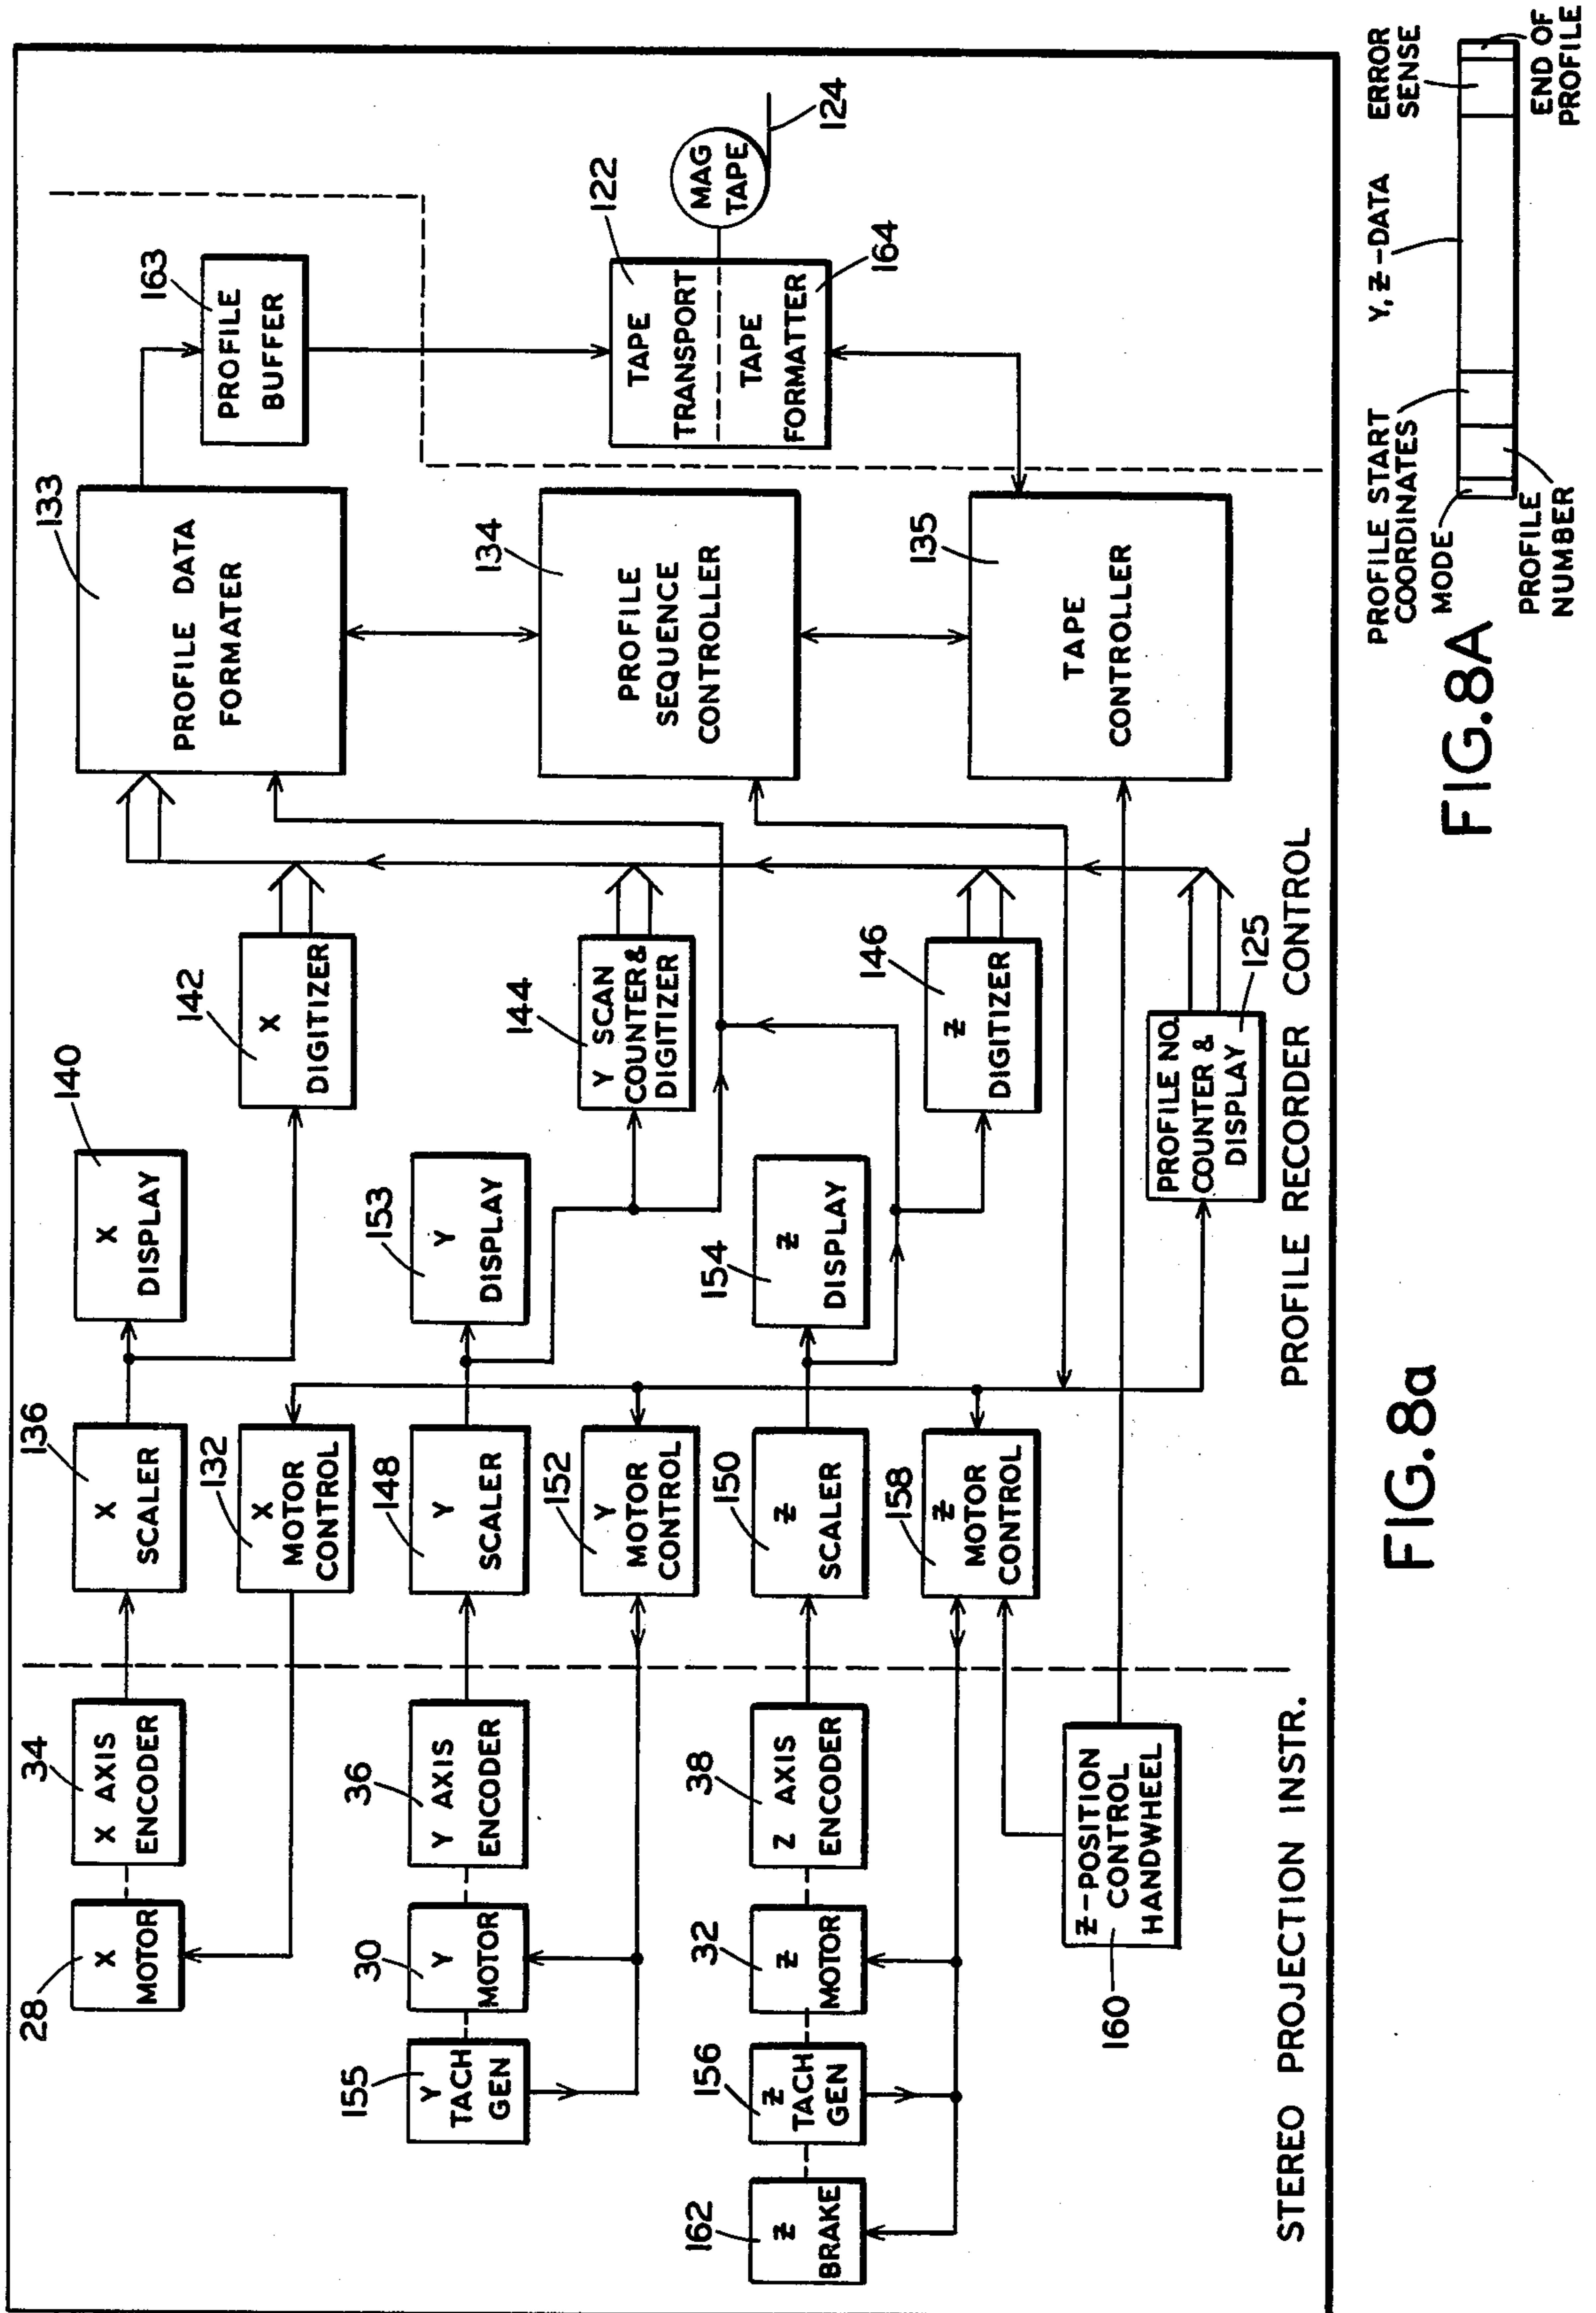 28
X
MOTOR
34
X AXIS
ENCODER
136
X
SCALER
140
X
DISPLAY
132
X
MOTOR
CONTROL
142
X
DIGITIZER
133
PROFILE DATA
FORMATER
163
PROFILE
BUFFER
155
Y
TACH
GEN
30
Y
MOTOR
36
Y AXIS
ENCODER
148
Y
SCALER
153
Y
DISPLAY
152
Y
MOTOR
CONTROL
144
Y SCAN
COUNTER &
DIGITIZER
134
PROFILE
SEQUENCE
CONTROLLER
122
TAPE
TRANSPORT
TAPE
FORMATTER
164
MAG
TAPE
124
162
Z
BRAKE
156
Z
TACH
GEN
32
Z
MOTOR
38
Z AXIS
ENCODER
150
Z
SCALER
154
Z
DISPLAY
158
Z
MOTOR
CONTROL
146
Z
DIGITIZER
135
TAPE
CONTROLLER
160
Z-POSITION
CONTROL
HANDWHEEL
PROFILE NO.
COUNTER &
DISPLAY
125
STEREO PROJECTION INSTR.
PROFILE RECORDER CONTROL
FIG.8a
PROFILE START
COORDINATES
Y, Z-DATA
ERROR
SENSE
MODE
PROFILE
NUMBER
END OF
PROFILE
FIG.8A